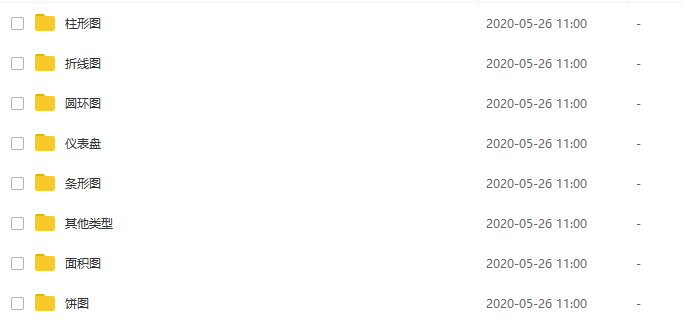 柱形图 2020-05-26 11:00 -
折线图 2020-05-26 11:00 -
圆环图 2020-05-26 11:00 -
仪表盘 2020-05-26 11:00 -
条形图 2020-05-26 11:00 -
其他类型 2020-05-26 11:00 -
面积图 2020-05-26 11:00 -
饼图 2020-05-26 11:00 -